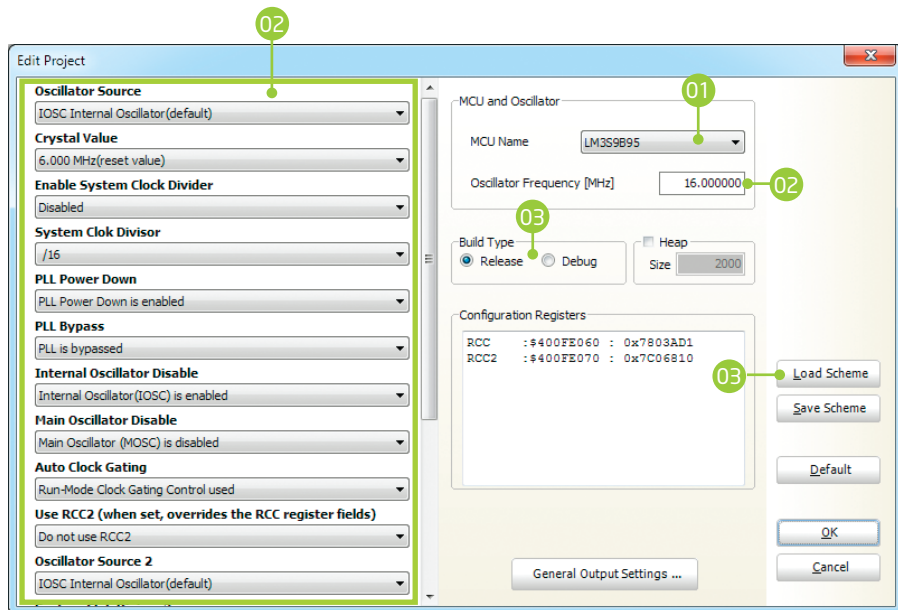 02
Edit Project
Oscillator Source
IOSC Internal Oscillator(default)
Crystal Value
6.000 MHz(reset value)
Enable System Clock Divider
Disabled
System Clok Divisor
/16
PLL Power Down
PLL Power Down is enabled
PLL Bypass
PLL is bypassed
Internal Oscillator Disable
Internal Oscillator(IOSC) is enabled
Main Oscillator Disable
Main Oscillator (MOSC) is disabled
Auto Clock Gating
Run-Mode Clock Gating Control used
Use RCC2 (when set, overrides the RCC register fields)
Do not use RCC2
Oscillator Source 2
IOSC Internal Oscillator(default)
MCU and Oscillator
01
MCU Name LM3S9B95
Oscillator Frequency [MHz] 16.000000 02
03
Build Type
Release Debug
Heap
Size 2000
Configuration Registers
RCC :$400FE060 : 0x7803AD1
RCC2 :$400FE070 : 0x7C06810
03
Load Scheme
Save Scheme
Default
OK
Cancel
General Output Settings ...